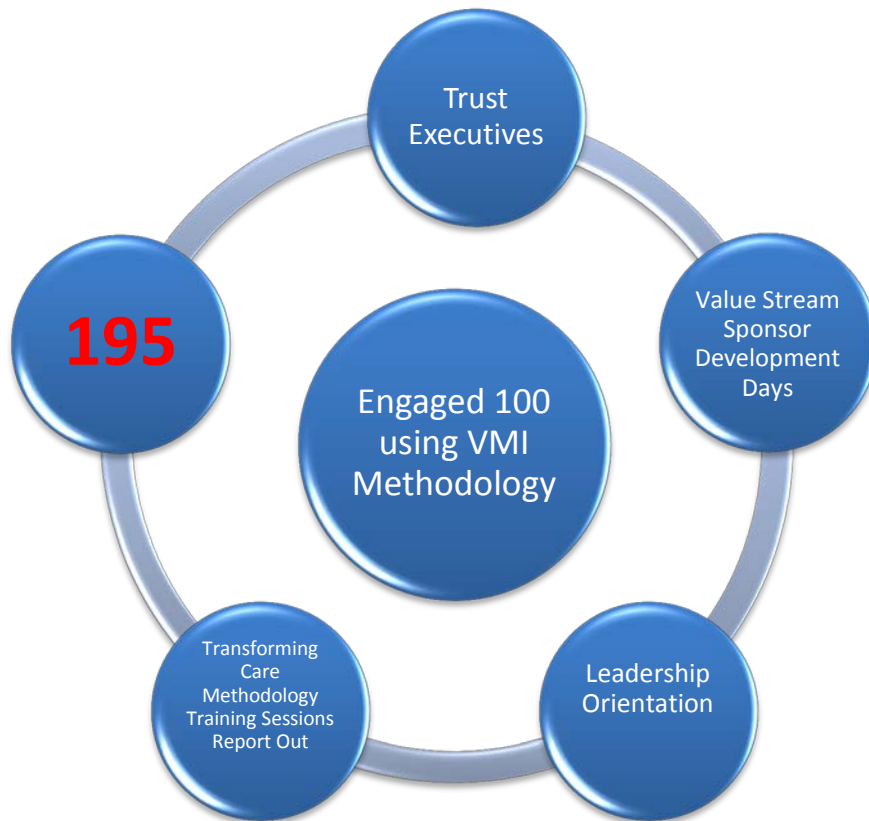 Trust
Executives
Value Stream
Sponsor
Development
Days
195
Engaged 100
using VMI
Methodology
Transforming
Care
Methodology
Training Sessions
Report Out
Leadership
Orientation